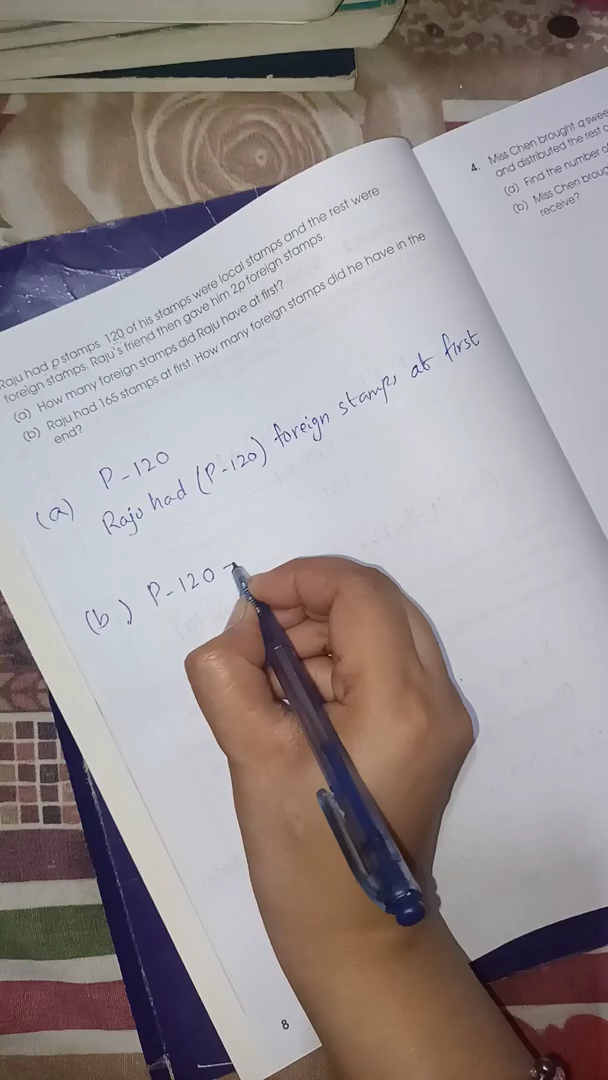 Raju had p stamps. 120 of his stamps were local stamps and the rest were
foreign stamps. Raju's friend then gave him 2p foreign stamps.
(a) How many foreign stamps did Raju have at first?
(b) Raju had 165 stamps at first. How many foreign stamps did he have in the
end?
(a) P-120
Raju had (P-120) foreign stamps at first
(b) P-120
8
4. Miss Chen brought a
and distributed the rest
(a) Find the number
(b) Miss Chen
receive?